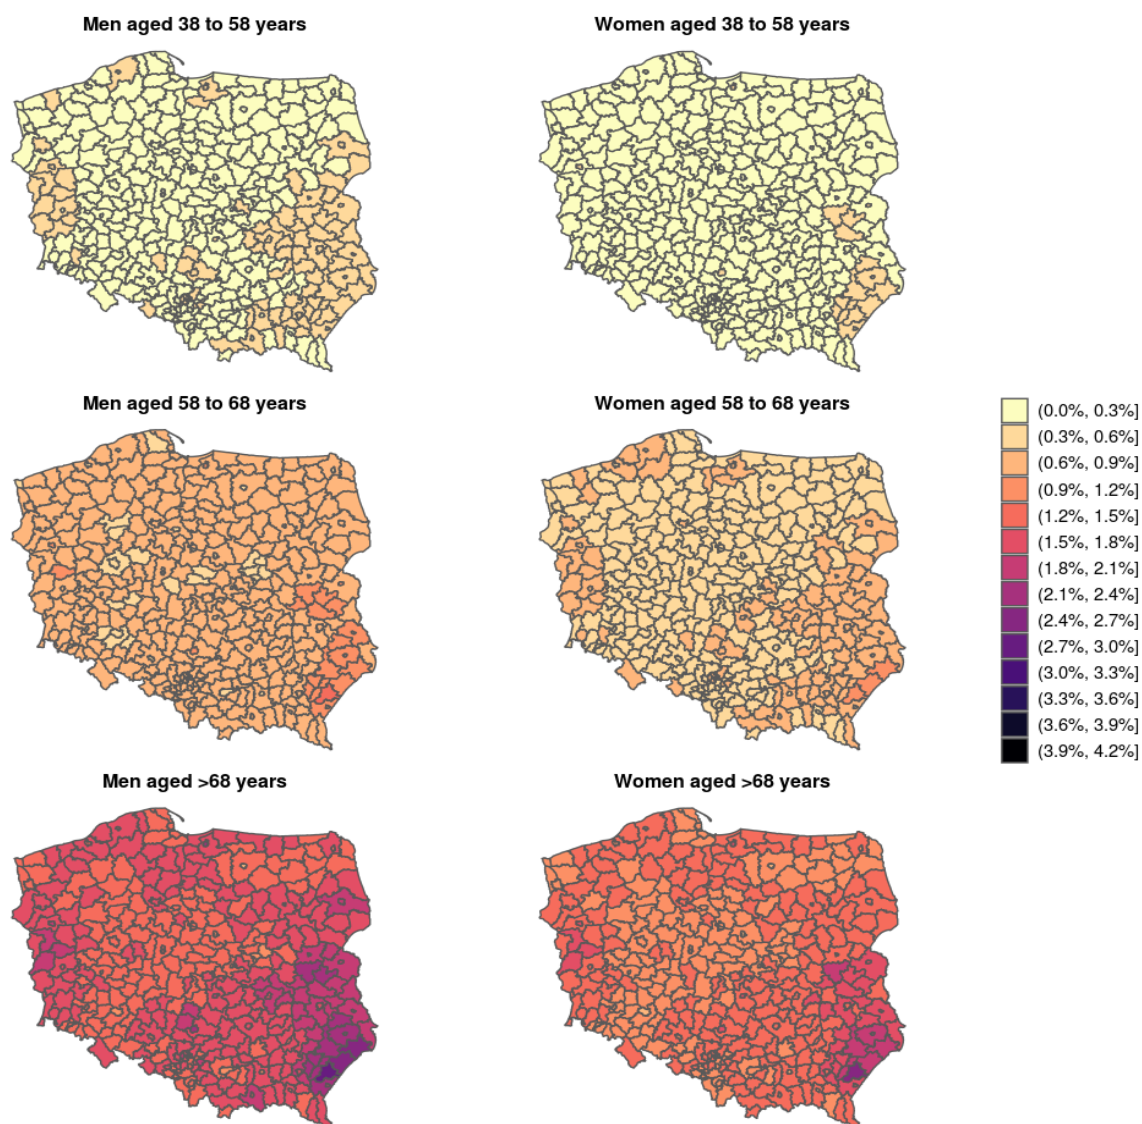 Men aged 38 to 58 years
Women aged 38 to 58 years
Men aged 58 to 68 years
Women aged 58 to 68 years
(0.0%, 0.3%]
(0.3%, 0.6%]
(0.6%, 0.9%]
(0.9%, 1.2%]
(1.2%, 1.5%]
(1.5%, 1.8%]
(1.8%, 2.1%]
(2.1%, 2.4%]
(2.4%, 2.7%]
(2.7%, 3.0%]
(3.0%, 3.3%]
(3.3%, 3.6%]
(3.6%, 3.9%]
(3.9%, 4.2%]
Men aged >68 years
Women aged >68 years